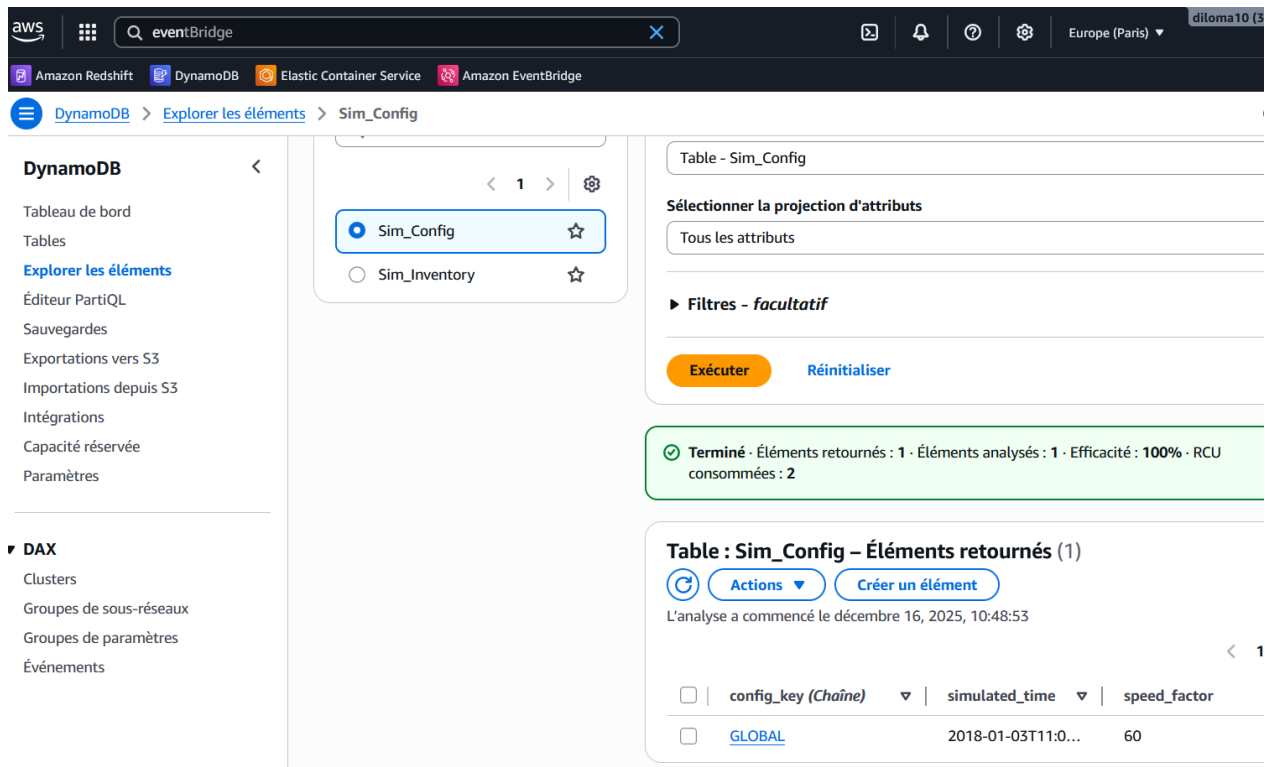 aws
eventBridge
Europe (Paris) ▼
diloma10 (3
Amazon Redshift
DynamoDB
Elastic Container Service
Amazon EventBridge
DynamoDB > Explorer les éléments > Sim_Config
DynamoDB
Tableau de bord
Tables
Explorer les éléments
Éditeur PartiQL
Sauvegardes
Exportations vers S3
Importations depuis S3
Intégrations
Capacité réservée
Paramètres
DAX
Clusters
Groupes de sous-réseaux
Groupes de paramètres
Événements
1
Sim_Config
Sim_Inventory
Table - Sim_Config
Sélectionner la projection d'attributs
Tous les attributs
Filtres - facultatif
Exécuter
Réinitialiser
Terminé · Éléments retournés : 1 · Éléments analysés : 1 · Efficacité : 100% · RCU
consommées : 2
Table : Sim_Config – Éléments retournés (1)
Actions ▼
Créer un élément
L'analyse a commencé le décembre 16, 2025, 10:48:53
1
config_key (Chaîne)
simulated_time
speed_factor
GLOBAL
2018-01-03T11:0...
60